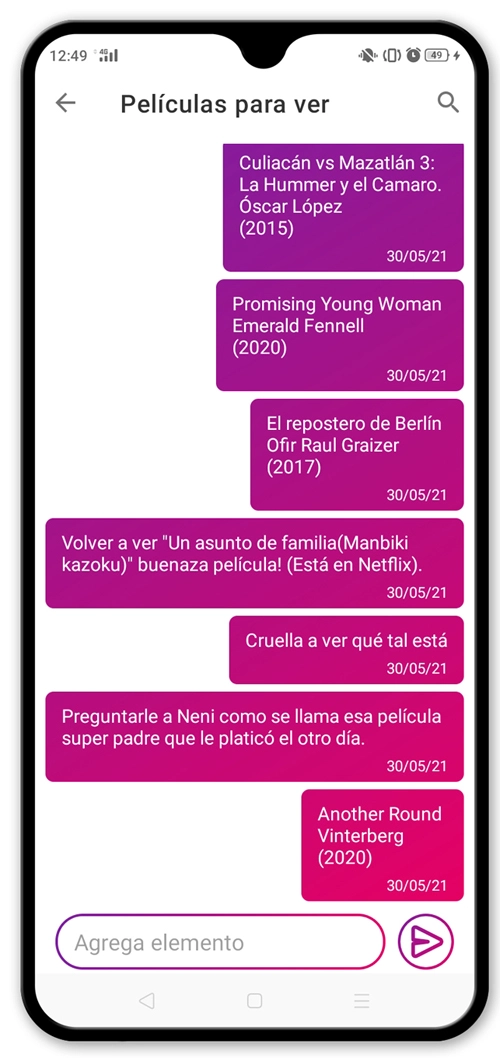 12:49 4G 49
Películas para ver
Culiacán vs Mazatlán 3:
La Hummer y el Camaro.
Óscar López
(2015)
30/05/21
Promising Young Woman
Emerald Fennell
(2020)
30/05/21
El repostero de Berlín
Ofir Raul Graizer
(2017)
30/05/21
Volver a ver "Un asunto de familia(Manbiki
kazoku)" buenaza película! (Está en Netflix).
30/05/21
Cruella a ver qué tal está
30/05/21
Preguntarle a Neni como se llama esa película
super padre que le platicó el otro día.
30/05/21
Another Round
Vinterberg
(2020)
30/05/21
Agrega elemento